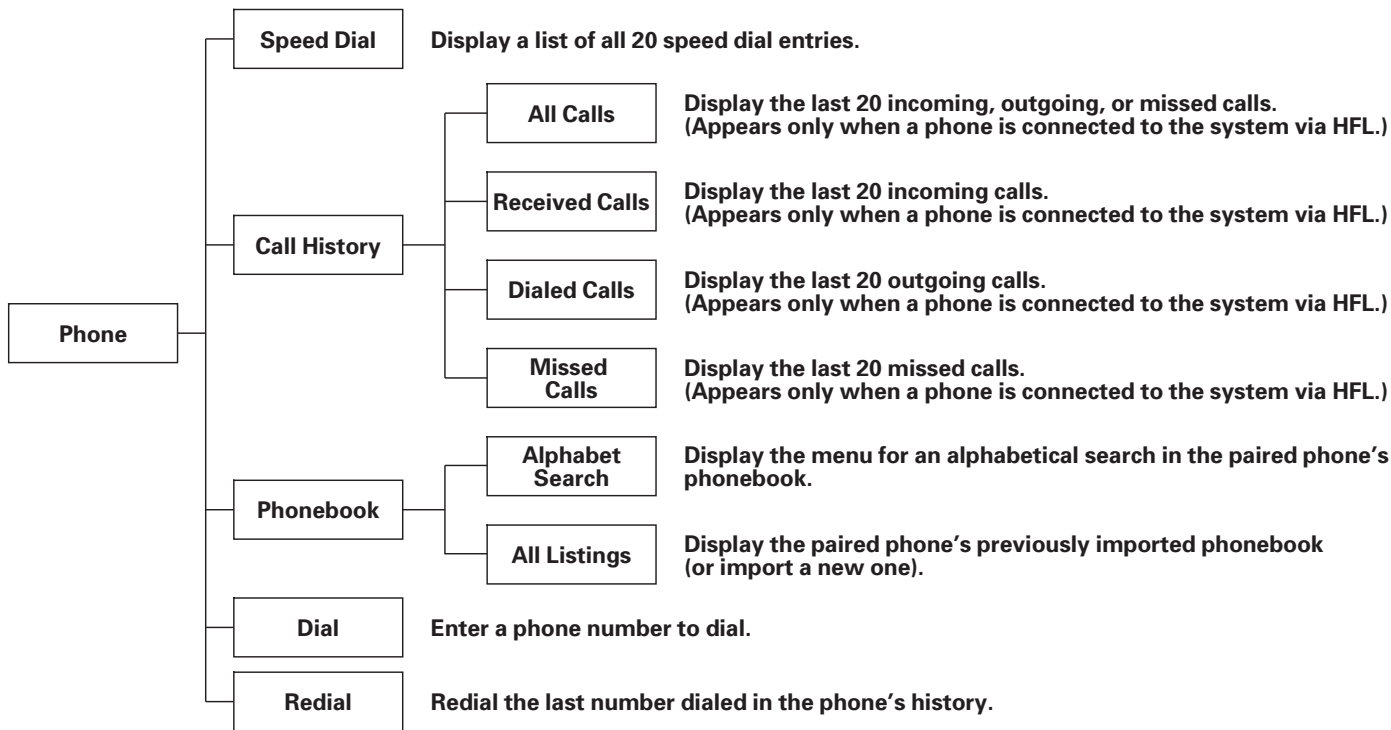 Phone
Speed Dial
Display a list of all 20 speed dial entries.
Call History
All Calls
Display the last 20 incoming, outgoing, or missed calls.
(Appears only when a phone is connected to the system via HFL.)
Received Calls
Display the last 20 incoming calls.
(Appears only when a phone is connected to the system via HFL.)
Dialed Calls
Display the last 20 outgoing calls.
(Appears only when a phone is connected to the system via HFL.)
Missed
Calls
Display the last 20 missed calls.
(Appears only when a phone is connected to the system via HFL.)
Phonebook
Alphabet
Search
Display the menu for an alphabetical search in the paired phone’s
phonebook.
All Listings
Display the paired phone’s previously imported phonebook
(or import a new one).
Dial
Enter a phone number to dial.
Redial
Redial the last number dialed in the phone’s history.